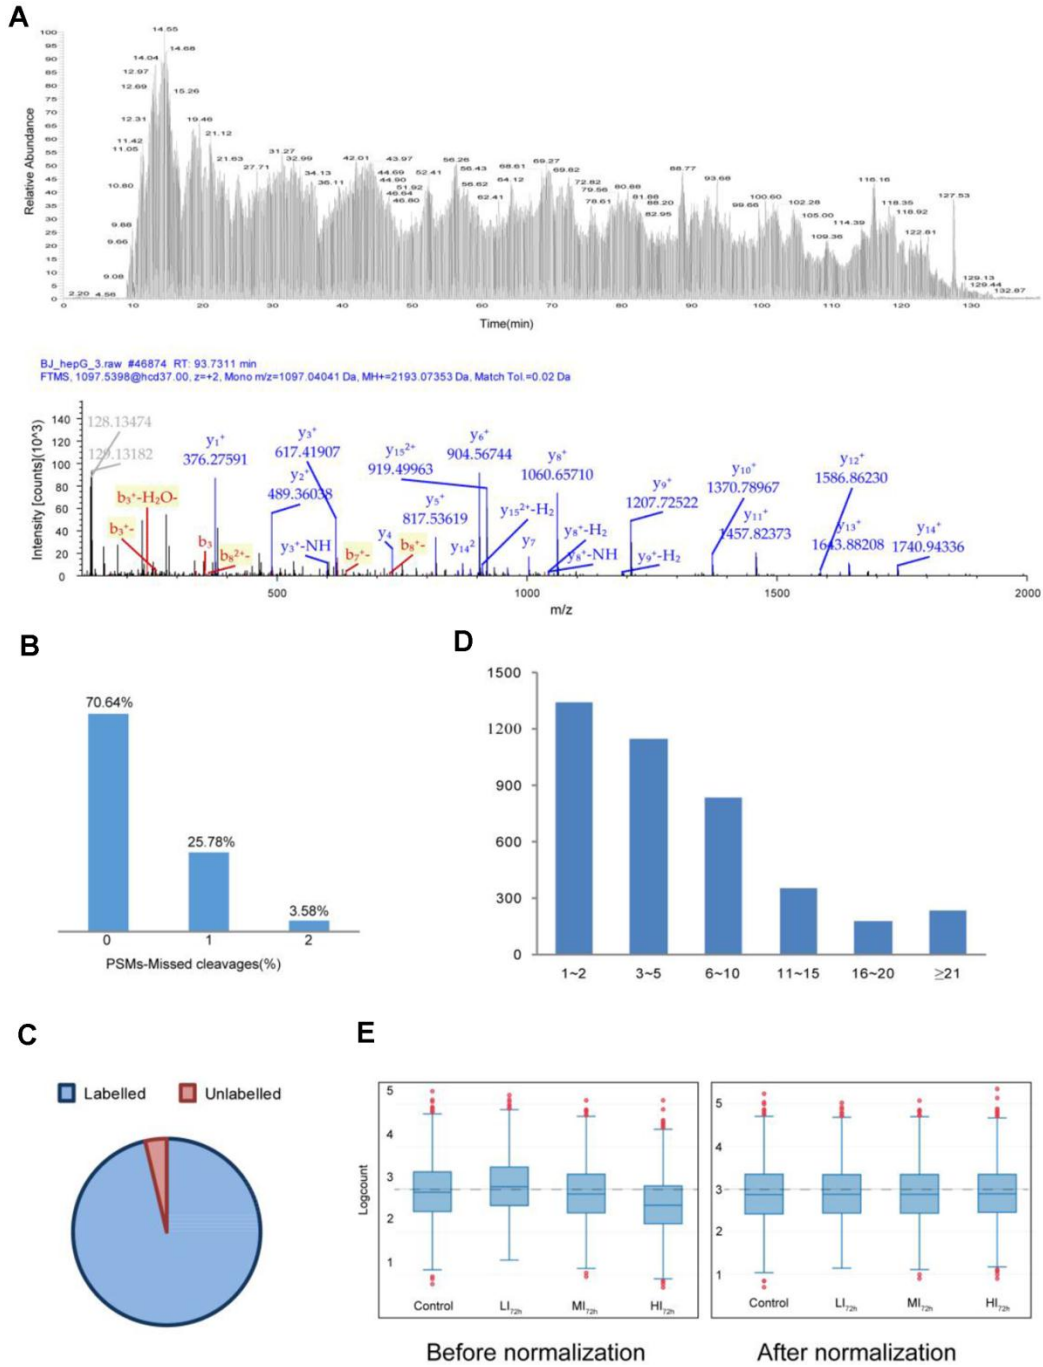 A
14.55
14.68
14.04
12.97
12.69
15.26
12.31
19.46
21.12
11.42
11.05
21.63
27.71
31.27
32.99
34.13
36.11
42.01
43.97
44.69
44.90
51.92
46.64
46.80
52.41
56.26
56.43
56.62
62.41
68.61
64.12
69.27
69.82
72.82
79.56
78.61
80.88
81.68
88.20
82.95
88.77
93.66
99.66
100.60
102.28
105.00
109.36
114.39
116.16
118.35
118.92
122.81
127.53
129.13
129.44
132.87
10.80
9.88
9.66
9.08
2.20
4.56
100
95
90
85
80
75
70
65
60
55
50
45
40
35
30
25
20
15
10
5
0
Relative Abundance
0 10 20 30 40 50 60 70 80 90 100 110 120 130
Time(min)
BJ_hepG_3.raw #46874 RT: 93.7311 min
FTMS, 1097.5398@hcd37.00, z=+2, Mono m/z=1097.04041 Da, MH+=2193.07353 Da, Match Tol.=0.02 Da
Intensity [counts](10^3)
140
120
100
80
60
40
20
0
128.13474
129.13182
y₁⁺
376.27591
y₃⁺
617.41907
y₂⁺
489.36038
y₁₅²⁺
919.49963
y₆⁺
904.56744
y₈⁺
1060.65710
y₅⁺
817.53619
y₉⁺
1207.72522
y₁₀⁺
1370.78967
y₁₁⁺
1457.82373
y₁₂⁺
1586.86230
y₁₃⁺
1643.88208
y₁₄⁺
1740.94336
b₃⁺-H₂O-
b₃⁺-
b₃
b₈²⁺-
y₃⁺-NH
b₇⁺-
y₄
b₈⁺-
y₁₄²
y₁₅²⁺-H₂
y₇
y₈⁺-H₂
y₈⁺-NH
y₉⁺-H₂
500 1000 1500 2000
m/z
B
70.64%
25.78%
3.58%
0 1 2
PSMs-Missed cleavages(%)
D
1500
1200
900
600
300
0
1~2 3~5 6~10 11~15 16~20 ≥21
C
Labelled Unlabelled
E
Logcount
5
4
3
2
1
Control LI72h MI72h HI72h
Before normalization
5
4
3
2
1
Control LI72h MI72h HI72h
After normalization